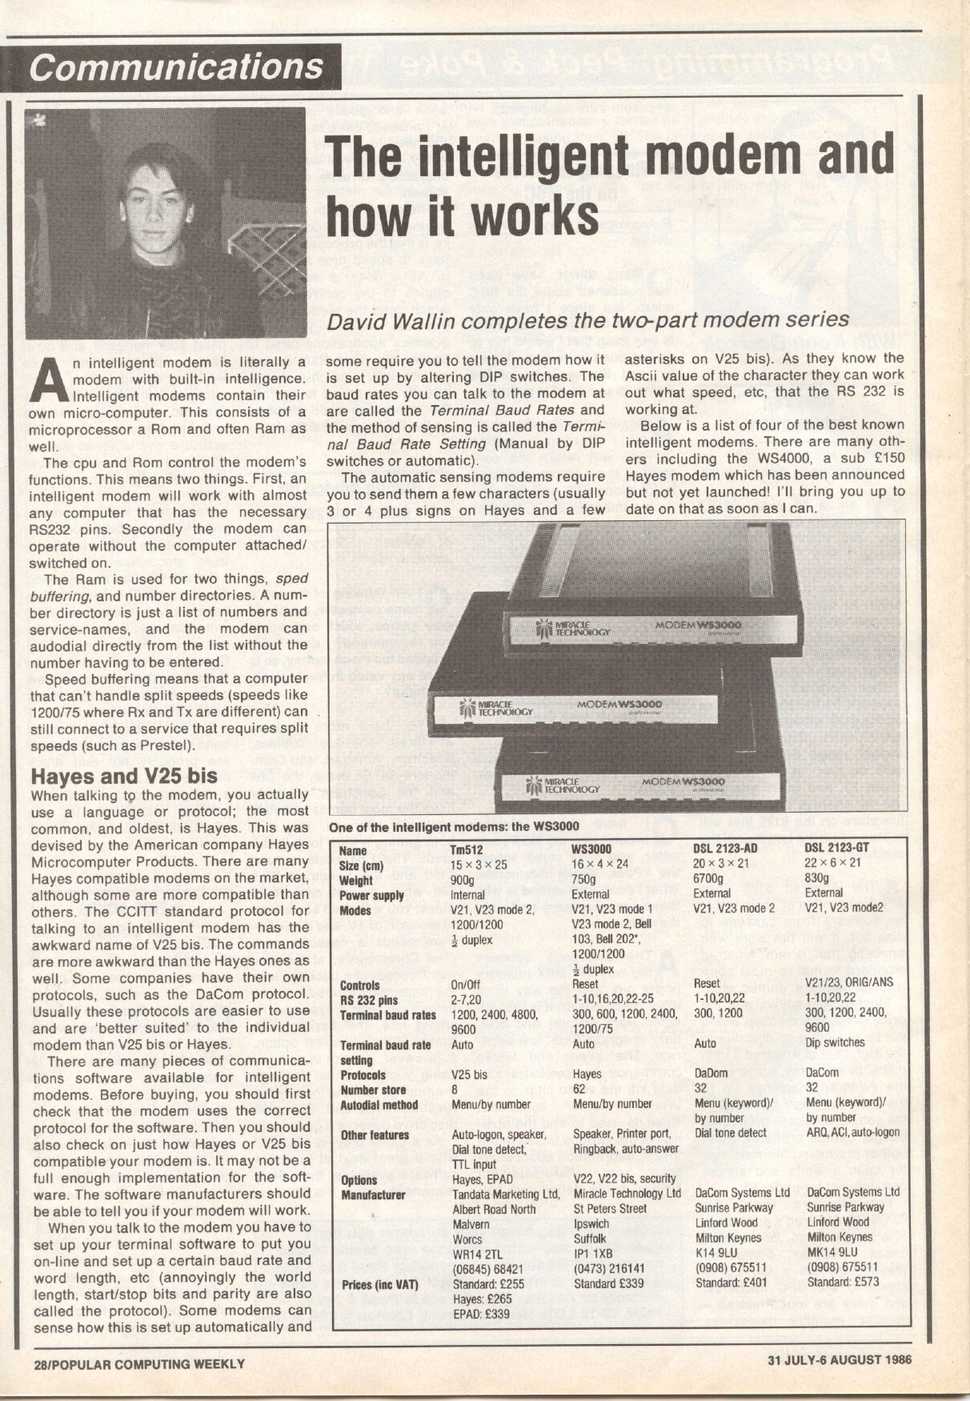 Communications
The intelligent modem and
how it works
David Wallin completes the two-part modem series
An intelligent modem is literally a
modem with built-in intelligence.
Intelligent modems contain their
own micro-computer. This consists of a
microprocessor a Rom and often Ram as
well.
The cpu and Rom control the modem's
functions. This means two things. First, an
intelligent modem will work with almost
any computer that has the necessary
RS232 pins. Secondly the modem can
operate without the computer attached/
switched on.
The Ram is used for two things, sped
buffering, and number directories. A num-
ber directory is just a list of numbers and
service-names, and the modem can
audodial directly from the list without the
number having to be entered.
Speed buffering means that a computer
that can't handle split speeds (speeds like
1200/75 where Rx and Tx are different) can
still connect to a service that requires split
speeds (such as Prestel).
Hayes and V25 bis
When talking to the modem, you actually
use a language or protocol; the most
common, and oldest, is Hayes. This was
devised by the American company Hayes
Microcomputer Products. There are many
Hayes compatible modems on the market,
although some are more compatible than
others. The CCITT standard protocol for
talking to an intelligent modem has the
awkward name of V25 bis. The commands
are more awkward than the Hayes ones as
well. Some companies have their own
protocols, such as the DaCom protocol.
Usually these protocols are easier to use
and are 'better suited' to the individual
modem than V25 bis or Hayes.
There are many pieces of communica-
tions software available for intelligent
modems. Before buying, you should first
check that the modem uses the correct
protocol for the software. Then you should
also check on just how Hayes or V25 bis
compatible your modem is. It may not be a
full enough implementation for the soft-
ware. The software manufacturers should
be able to tell you if your modem will work.
When you talk to the modem you have to
set up your terminal software to put you
on-line and set up a certain baud rate and
word length, etc (annoyingly the world
length, start/stop bits and parity are also
called the protocol). Some modems can
sense how this is set up automatically and
some require you to tell the modem how it
is set up by altering DIP switches. The
baud rates you can talk to the modem at
are called the Terminal Baud Rates and
the method of sensing is called the Termi-
nal Baud Rate Setting (Manual by DIP
switches or automatic).
The automatic sensing modems require
you to send them a few characters (usually
3 or 4 plus signs on Hayes and a few
asterisks on V25 bis). As they know the
Ascii value of the character they can work
out what speed, etc, that the RS 232 is
working at.
Below is a list of four of the best known
intelligent modems. There are many oth-
ers including the WS4000, a sub £150
Hayes modem which has been announced
but not yet launched! I'll bring you up to
date on that as soon as I can.
MIRACLE TECHNOLOGY MODEM WS3000
MIRACLE TECHNOLOGY MODEM WS3000
MIRACLE TECHNOLOGY MODEM WS3000
One of the intelligent modems: the WS3000
Name Tm512 WS3000 DSL 2123-AD DSL 2123-GT
Size (cm) 15 × 3 × 25 16 × 4 × 24 20 × 3 × 21 22 × 6 × 21
Weight 900g 750g 6700g 830g
Power supply Internal External External External
Modes V21, V23 mode 2, V21, V23 mode 1 V21, V23 mode 2 V21, V23 mode2
1200/1200 V23 mode 2, Bell
½ duplex 103, Bell 202*,
1200/1200
½ duplex
Controls On/Off Reset Reset V21/23, ORIG/ANS
RS 232 pins 2-7,20 1-10,16,20,22-25 1-10,20,22 1-10,20,22
Terminal baud rates 1200, 2400, 4800, 300, 600, 1200, 2400, 300, 1200 300, 1200, 2400,
9600 1200/75 9600
Terminal baud rate Auto Auto Auto Dip switches
setting
Protocols V25 bis Hayes DaDom DaCom
Number store 8 62 32 32
Autodial method Menu/by number Menu/by number Menu (keyword)/ Menu (keyword)/
by number by number
Other features Auto-logon, speaker, Speaker, Printer port, Dial tone detect ARQ, ACI, auto-logon
Dial tone detect, Ringback, auto-answer
TTL input
Options Hayes, EPAD V22, V22 bis, security
Manufacturer Tandata Marketing Ltd, Miracle Technology Ltd DaCom Systems Ltd DaCom Systems Ltd
Albert Road North St Peters Street Sunrise Parkway Sunrise Parkway
Malvern Ipswich Linford Wood Linford Wood
Worcs Suffolk Milton Keynes Milton Keynes
WR14 2TL IP1 1XB K14 9LU MK14 9LU
(06845) 68421 (0473) 216141 (0908) 675511 (0908) 675511
Prices (inc VAT) Standard: £255 Standard £339 Standard: £401 Standard: £573
Hayes: £265
EPAD: £339
28/POPULAR COMPUTING WEEKLY
31 JULY-6 AUGUST 1986